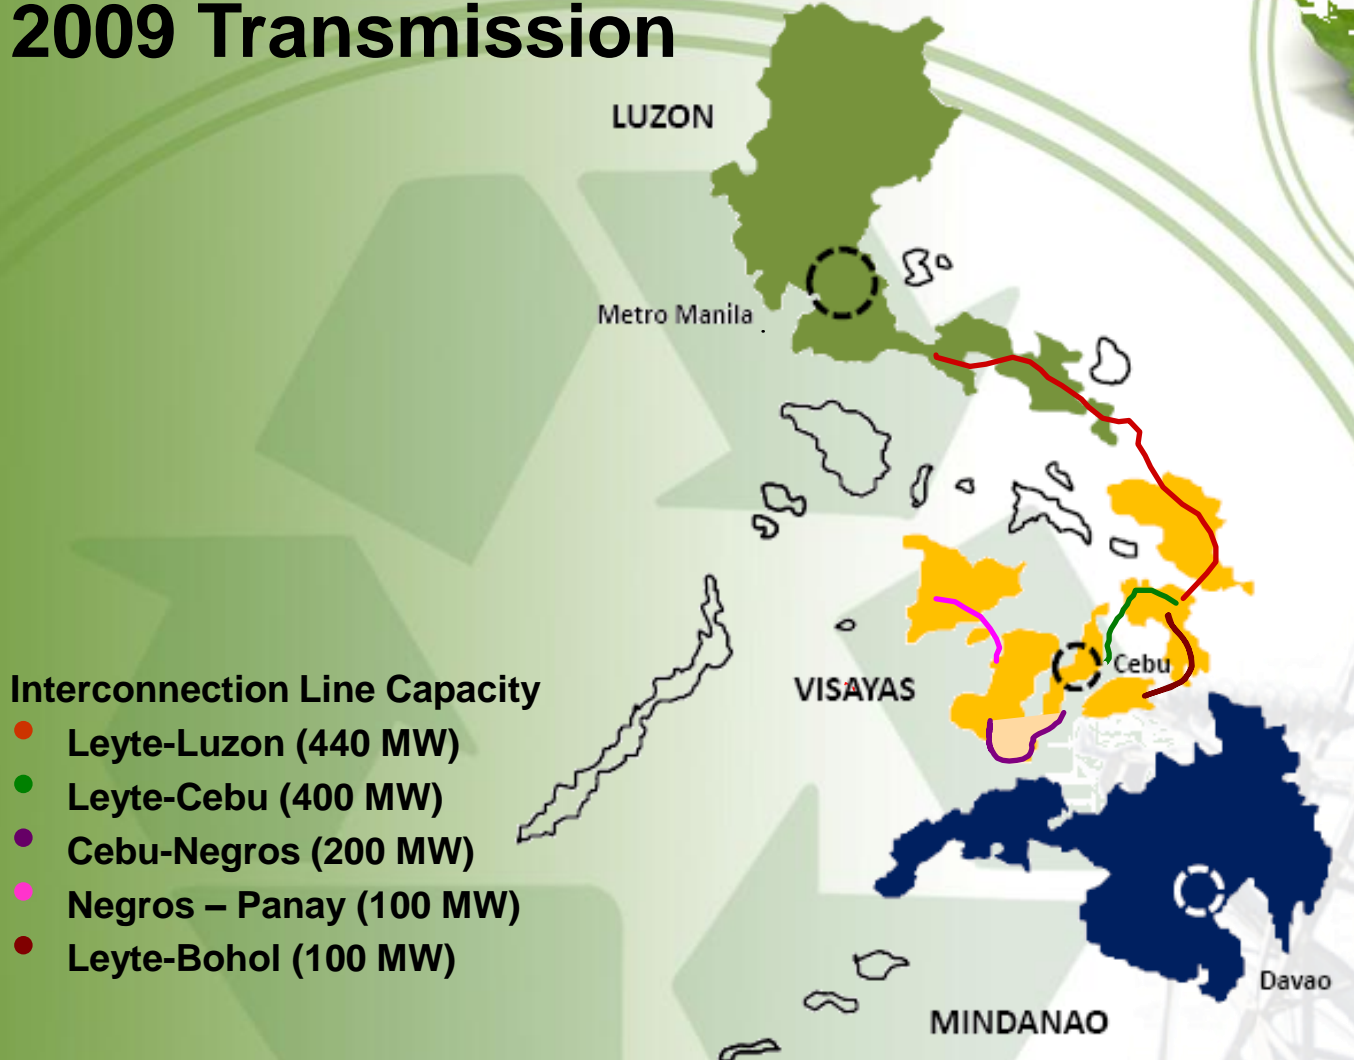 2009 Transmission
LUZON
Metro Manila
Cebu
VISAYAS
Interconnection Line Capacity
Leyte-Luzon (440 MW)
Leyte-Cebu (400 MW)
Cebu-Negros (200 MW)
Negros – Panay (100 MW)
Leyte-Bohol (100 MW)
Davao
MINDANAO